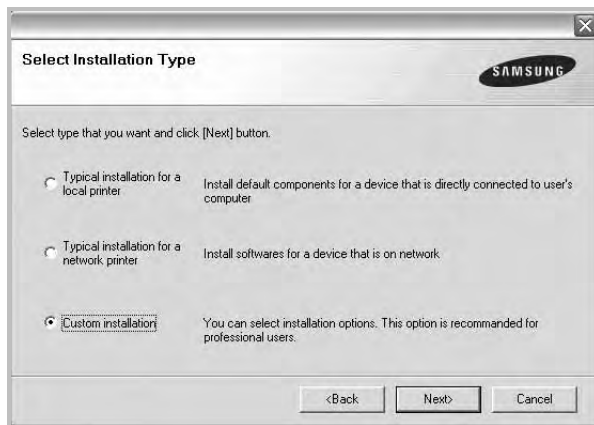 Select Installation Type
SAMSUNG
Select type that you want and click [Next] button.
Typical installation for a
local printer
Install default components for a device that is directly connected to user's
computer
Typical installation for a
network printer
Install softwares for a device that is on network
Custom installation
You can select installation options. This option is recommanded for
professional users.
<Back
Next>
Cancel